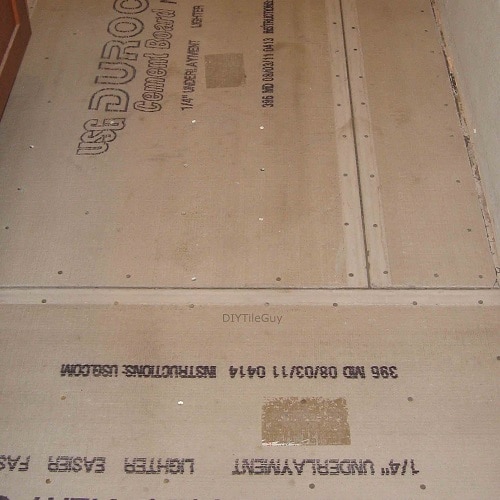 USG DUROC
Cement Board
1/4" UNDERLAYMENT LIGHTER
396 MD 08/03/11 0413 INSTRUCTIONS:
DIYTileGuy
396 MD 08/03/11 0414 INSTRUCTIONS: USG.COM
1/4" UNDERLAYMENT LIGHTER EASIER FAS